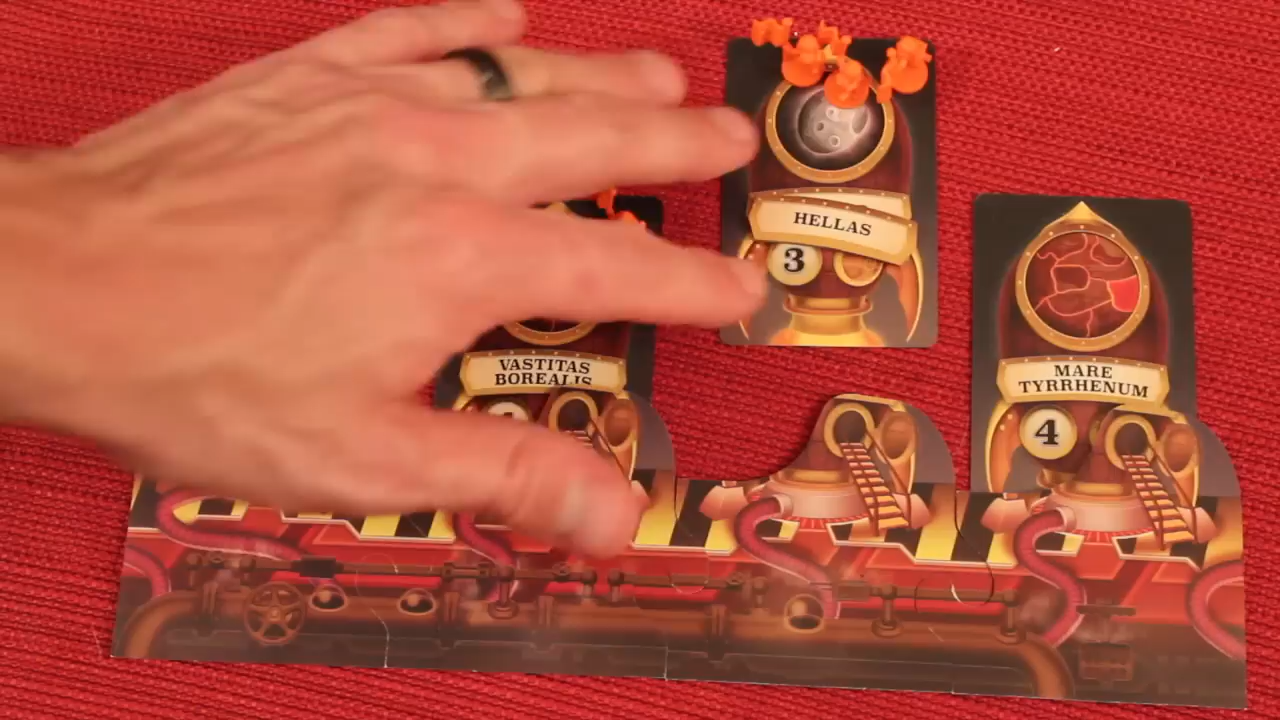 HELLAS
3
VASTITAS
BOREALIS
MARE
TYRRHENUM
4